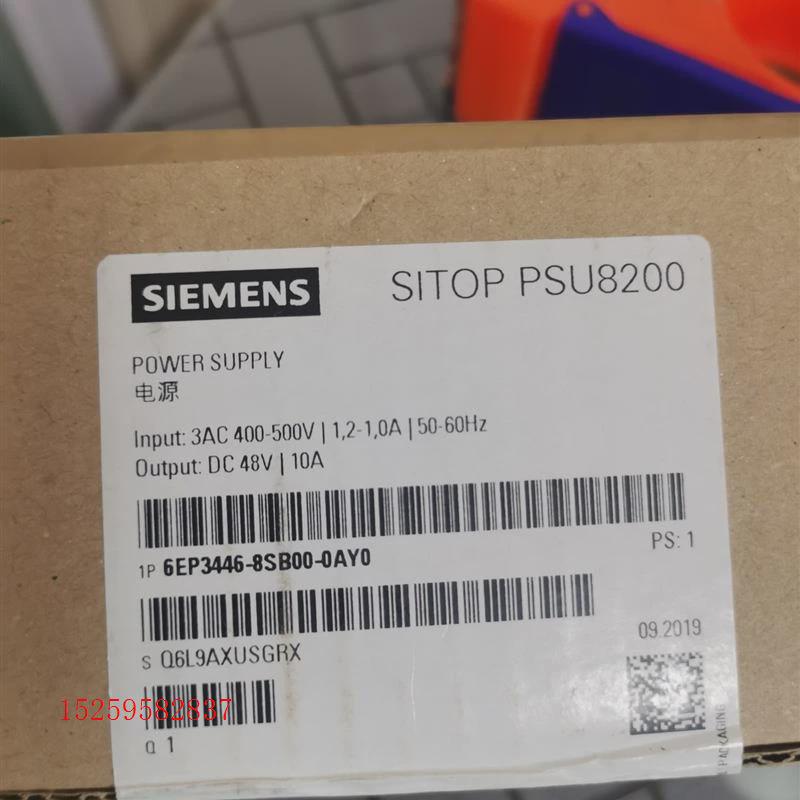 SIEMENS
SITOP PSU8200
POWER SUPPLY
电源
Input: 3AC 400-500V | 1,2-1,0A | 50-60Hz
Output: DC 48V | 10A
1P 6EP3446-8SB00-0AY0
PS: 1
S Q6L9AXUSGRX
09.2019
15259582837
Q 1
PACKAGING